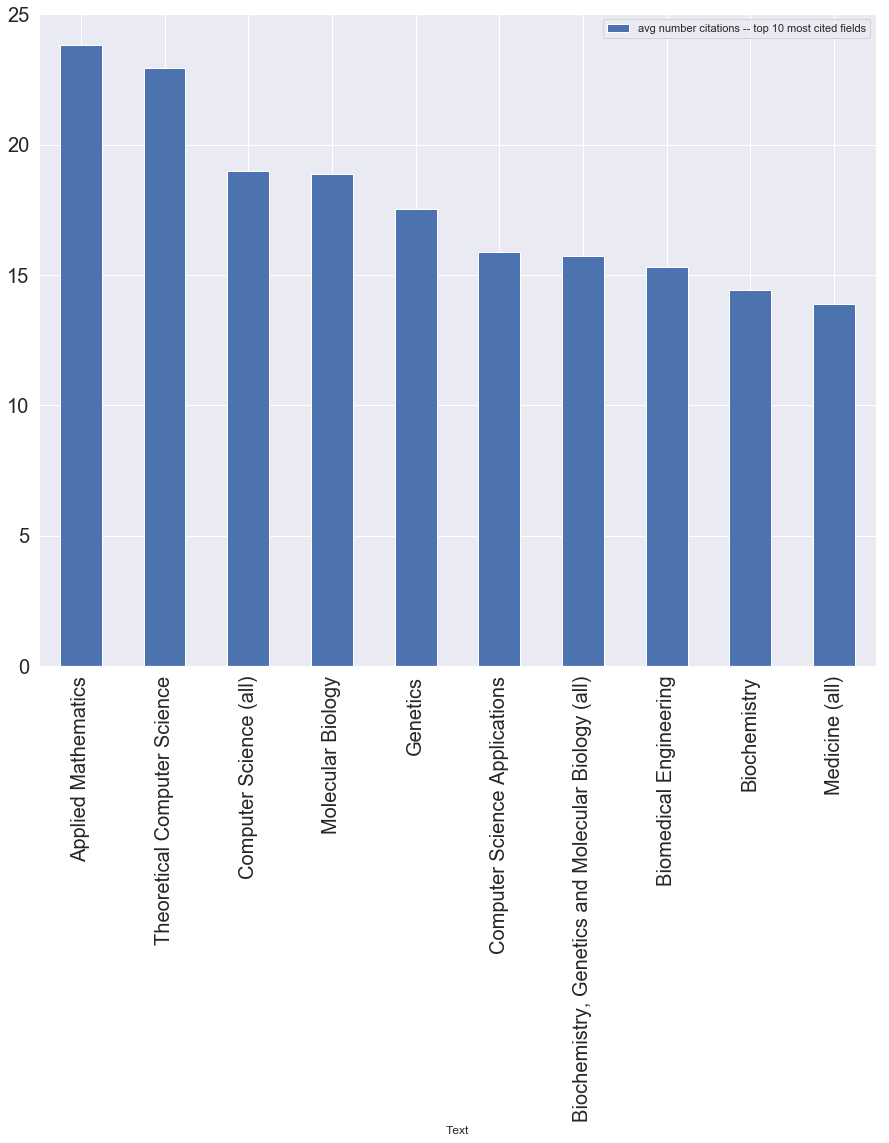 avg number citations -- top 10 most cited fields
25
20
15
10
5
0
Applied Mathematics
Theoretical Computer Science
Computer Science (all)
Molecular Biology
Genetics
Computer Science Applications
Biochemistry, Genetics and Molecular Biology (all)
Biomedical Engineering
Biochemistry
Medicine (all)
Text